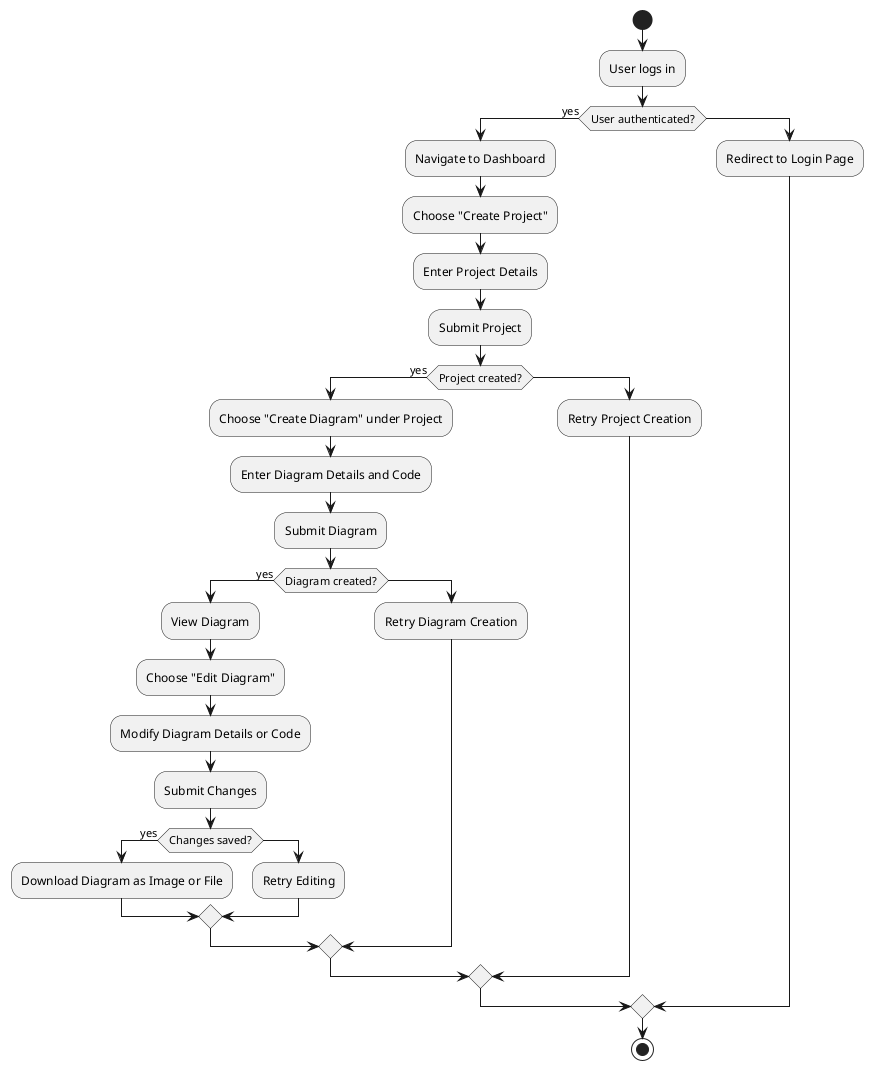 User logs in
yes
User authenticated?
Navigate to Dashboard
Redirect to Login Page
Choose "Create Project"
Enter Project Details
Submit Project
yes
Project created?
Choose "Create Diagram" under Project
Retry Project Creation
Enter Diagram Details and Code
Submit Diagram
yes
Diagram created?
View Diagram
Retry Diagram Creation
Choose "Edit Diagram"
Modify Diagram Details or Code
Submit Changes
yes
Changes saved?
Download Diagram as Image or File
Retry Editing